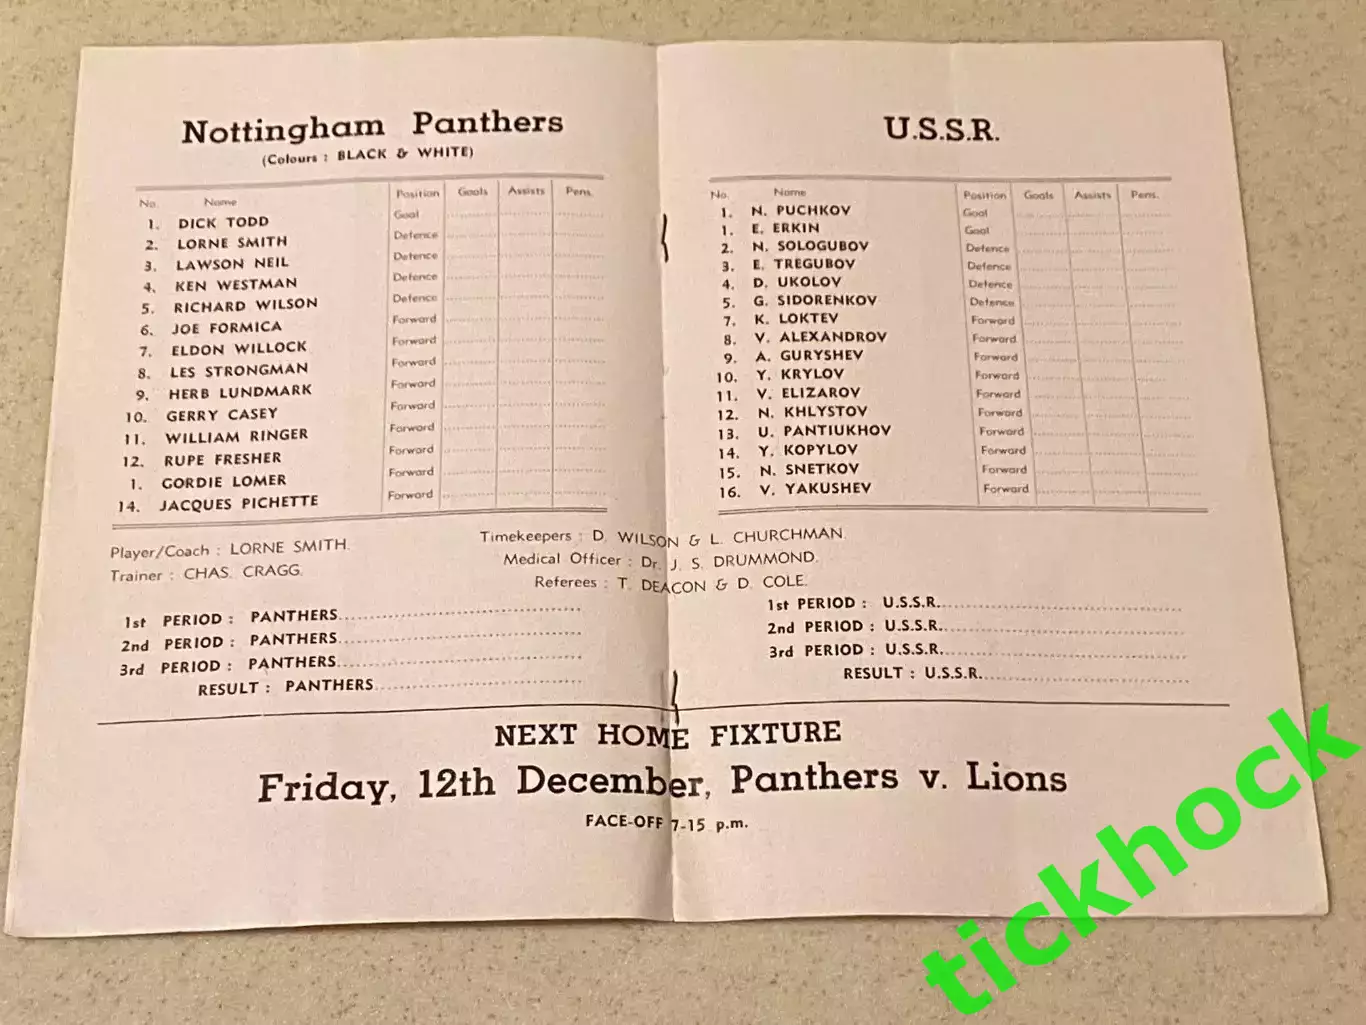 Nottingham Panthers
(Colours : BLACK & WHITE)
No. Name Position Goals Assists Pens.
1. DICK TODD Goal
2. LORNE SMITH Defence
3. LAWSON NEIL Defence
4. KEN WESTMAN Defence
5. RICHARD WILSON Defence
6. JOE FORMICA Forward
7. ELDON WILLOCK Forward
8. LES STRONGMAN Forward
9. HERB LUNDMARK Forward
10. GERRY CASEY Forward
11. WILLIAM RINGER Forward
12. RUPE FRESHER Forward
1. GORDIE LOMER Forward
14. JACQUES PICHETTE Forward
Player/Coach : LORNE SMITH.
Trainer : CHAS. CRAGG.
U.S.S.R.
No. Name Position Goals Assists Pens.
1. N. PUCHKOV Goal
1. E. ERKIN Goal
2. N. SOLOGUBOV Defence
3. E. TREGUBOV Defence
4. D. UKOLOV Defence
5. G. SIDORENKOV Defence
7. K. LOKTEV Forward
8. V. ALEXANDROV Forward
9. A. GURYSHEV Forward
10. Y. KRYLOV Forward
11. V. ELIZAROV Forward
12. N. KHLYSTOV Forward
13. U. PANTIUKHOV Forward
14. Y. KOPYLOV Forward
15. N. SNETKOV Forward
16. V. YAKUSHEV Forward
Timekeepers : D. WILSON & L. CHURCHMAN.
Medical Officer : Dr. J. S. DRUMMOND.
Referees : T. DEACON & D. COLE.
1st PERIOD : PANTHERS
2nd PERIOD : PANTHERS
3rd PERIOD : PANTHERS
RESULT : PANTHERS
1st PERIOD : U.S.S.R.
2nd PERIOD : U.S.S.R.
3rd PERIOD : U.S.S.R.
RESULT : U.S.S.R.
NEXT HOME FIXTURE
Friday, 12th December, Panthers v. Lions
FACE-OFF 7-15 p.m.
tickhock